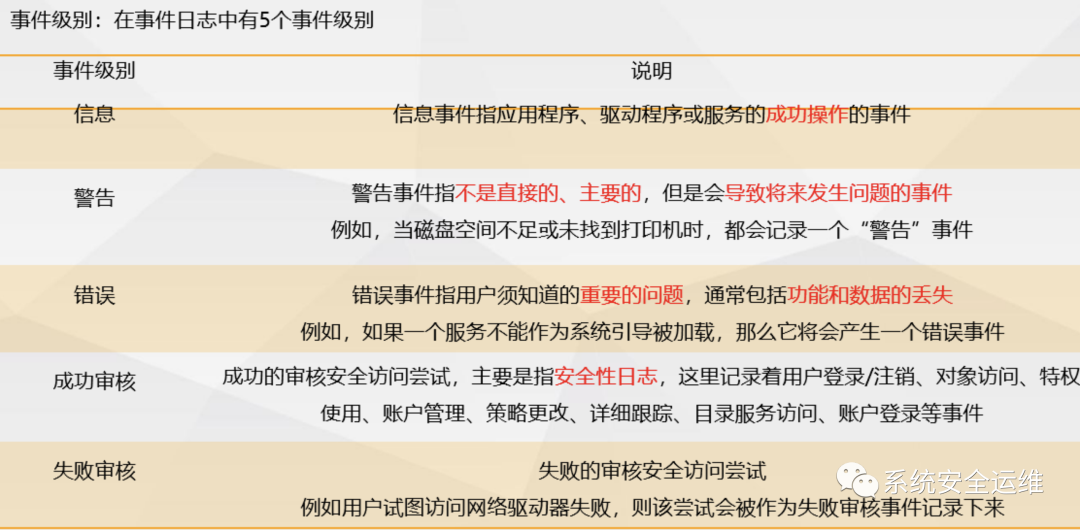 事件级别：在事件日志中有5个事件级别
事件级别 说明
信息 信息事件指应用程序、驱动程序或服务的成功操作的事件
警告 警告事件指不是直接的、主要的，但是会导致将来发生问题的事件
例如，当磁盘空间不足或未找到打印机时，都会记录一个“警告”事件
错误 错误事件指用户须知道的重要的问题，通常包括功能和数据的丢失
例如，如果一个服务不能作为系统引导被加载，那么它将会产生一个错误事件
成功审核 成功的审核安全访问尝试，主要是指安全性日志，这里记录着用户登录/注销、对象访问、特权
使用、账户管理、策略更改、详细跟踪、目录服务访问、账户登录等事件
失败审核 失败的审核安全访问尝试
系统安全运维
例如用户试图访问网络驱动器失败，则该尝试会被作为失败审核事件记录下来